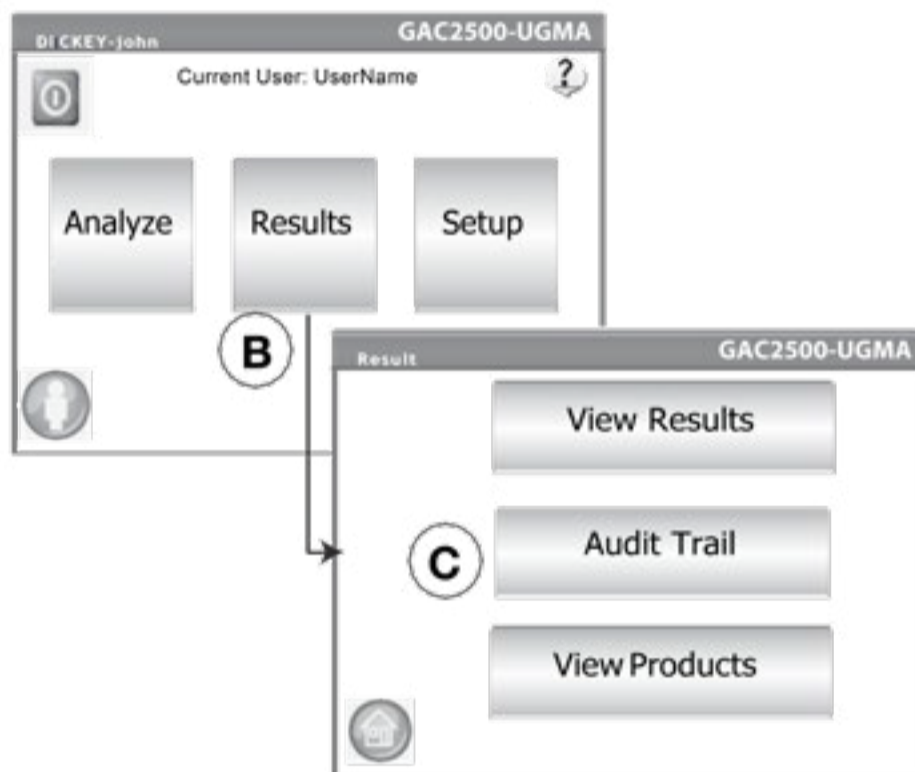 DICKEY-john GAC2500-UGMA
Current User: UserName
?
Analyze Results Setup
B
Result GAC2500-UGMA
View Results
C
Audit Trail
View Products